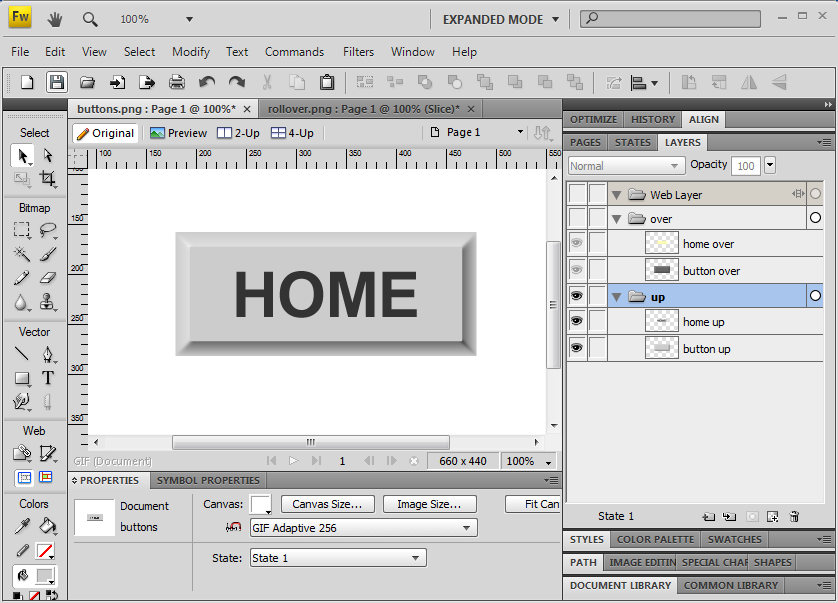 Fw 100% EXPANDED MODE
File Edit View Select Modify Text Commands Filters Window Help
buttons.png : Page 1 @ 100%* rollover.png : Page 1 @ 100% (Slice)*
Original Preview 2-Up 4-Up Page 1
100 150 200 250 300 350 400 450 500 550
150
200
250
300
350
HOME
GIF (Document) 1 660 x 440 100%
Select
Bitmap
Vector
T
Web
Colors
PROPERTIES SYMBOL PROPERTIES
Document
buttons
Canvas: Canvas Size... Image Size... Fit Can
GIF Adaptive 256
State: State 1
OPTIMIZE HISTORY ALIGN
PAGES STATES LAYERS
Normal Opacity 100
Web Layer
over
home over
button over
up
home up
button up
State 1
STYLES COLOR PALETTE SWATCHES
PATH IMAGE EDITIN SPECIAL CHAR SHAPES
DOCUMENT LIBRARY COMMON LIBRARY